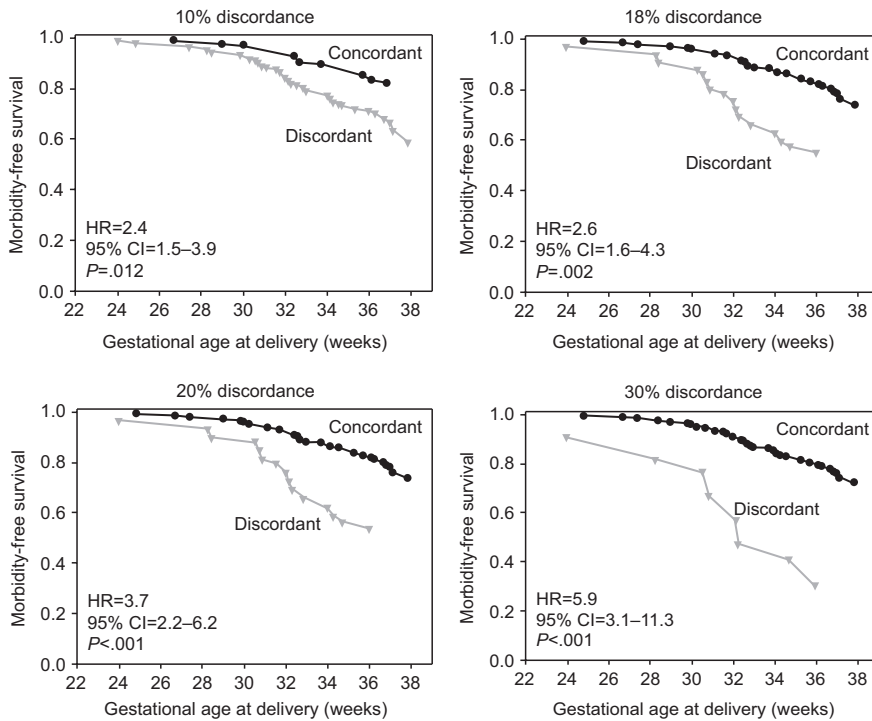 10% discordance
1.0
0.8
0.6
0.4
0.2
0.0
Morbidity-free survival
Concordant
Discordant
HR=2.4
95% CI=1.5–3.9
P=.012
22 24 26 28 30 32 34 36 38
Gestational age at delivery (weeks)
18% discordance
1.0
0.8
0.6
0.4
0.2
0.0
Morbidity-free survival
Concordant
Discordant
HR=2.6
95% CI=1.6–4.3
P=.002
22 24 26 28 30 32 34 36 38
Gestational age at delivery (weeks)
20% discordance
1.0
0.8
0.6
0.4
0.2
0.0
Morbidity-free survival
Concordant
Discordant
HR=3.7
95% CI=2.2–6.2
P<.001
22 24 26 28 30 32 34 36 38
Gestational age at delivery (weeks)
30% discordance
1.0
0.8
0.6
0.4
0.2
0.0
Morbidity-free survival
Concordant
Discordant
HR=5.9
95% CI=3.1–11.3
P<.001
22 24 26 28 30 32 34 36 38
Gestational age at delivery (weeks)